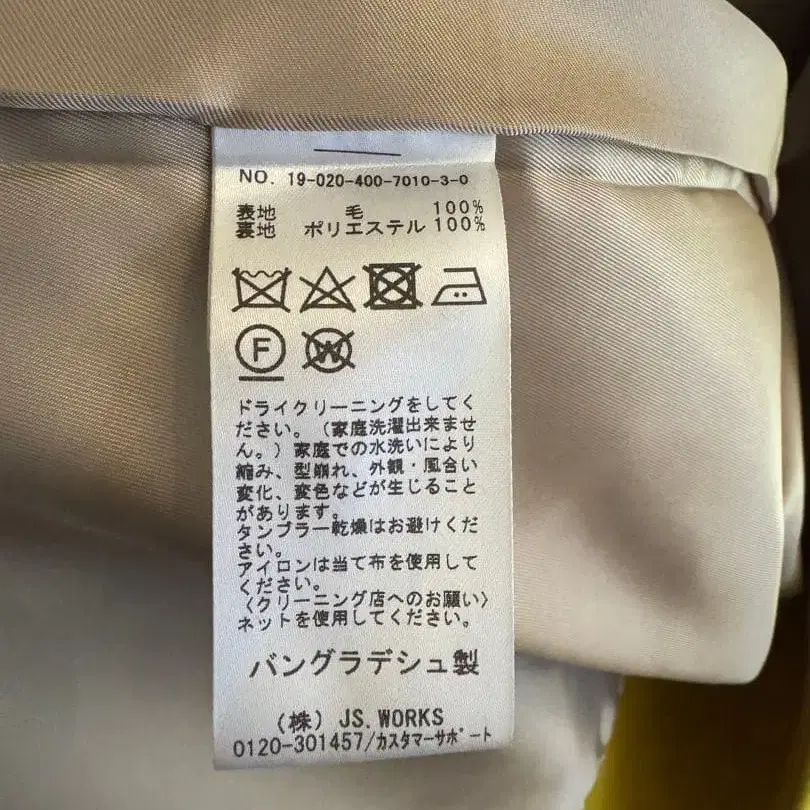 NO. 19-020-400-7010-3-0
表地 毛 100%
裏地 ポリエステル 100%
F
W
ドライクリーニングをしてく
ださい。（家庭洗濯出来ませ
ん。）家庭での水洗いにより
縮み、型崩れ、外観・風合い
変化、変色などが生じること
があります。
タンブラー乾燥はお避けくだ
さい。
アイロンは当て布を使用して
ください。
〈クリーニング店へのお願い〉
ネットを使用してください。
バングラデシュ製
（株）JS.WORKS
0120-301457/カスタマーサポート